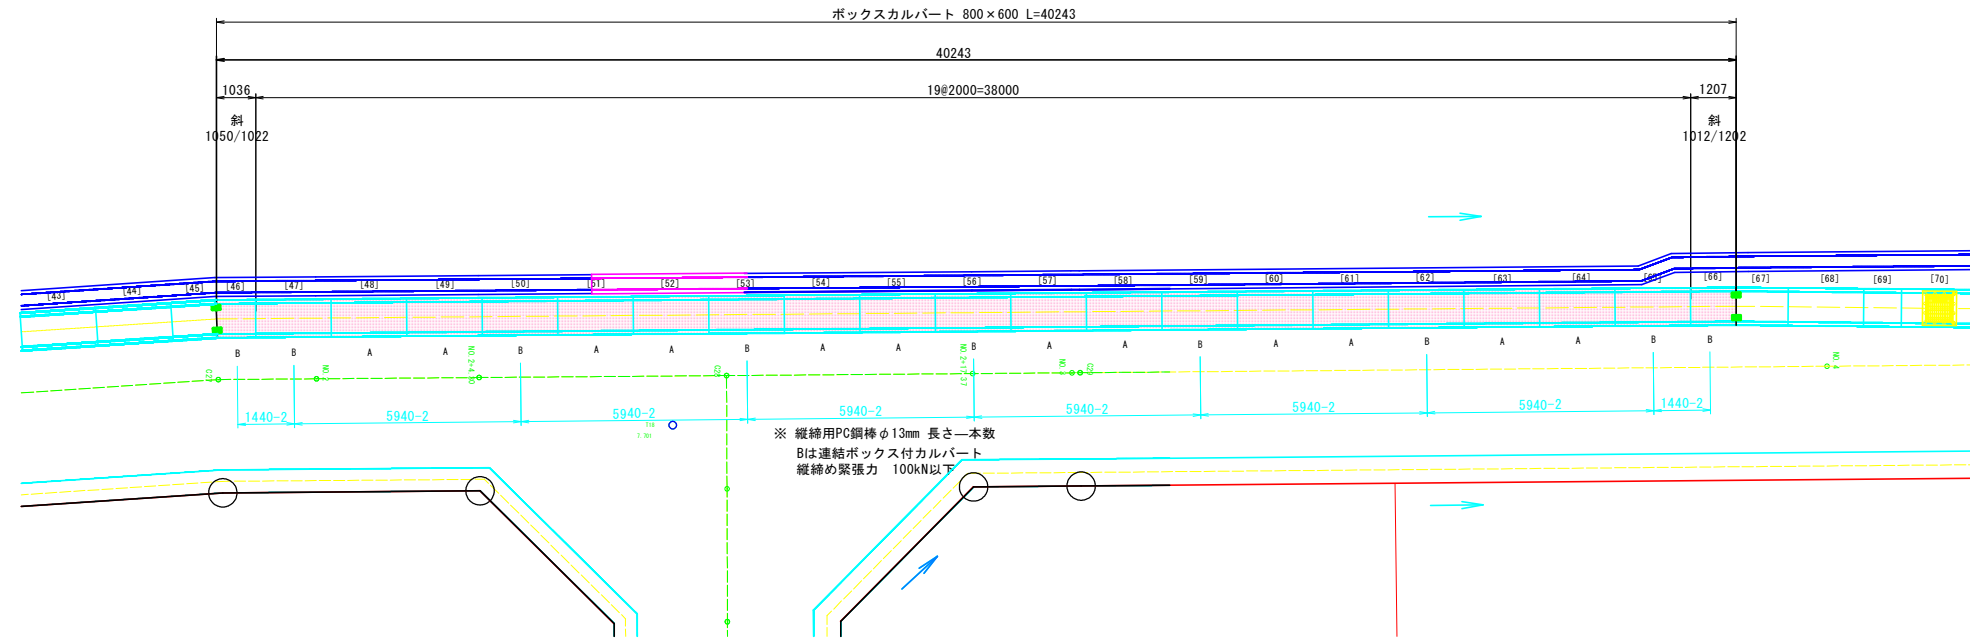 ボックスカルバート 800×600 L=40243
40243
1036
19@2000=38000
1207
斜
1050/1022
斜
1012/1202
[43]
[44]
[45]
[46]
[47]
[48]
[49]
[50]
[51]
[52]
[53]
[54]
[55]
[56]
[57]
[58]
[59]
[60]
[61]
[62]
[63]
[64]
[65]
[66]
[67]
[68]
[69]
[70]
B
B
A
A
B
A
A
B
A
A
B
A
A
B
A
A
B
A
A
B
B
1440-2
5940-2
5940-2
5940-2
5940-2
5940-2
5940-2
1440-2
※ 縦締用PC鋼棒φ13mm 長さ―本数
Bは連結ボックス付カルバート
縦締め緊張力 100kN以下